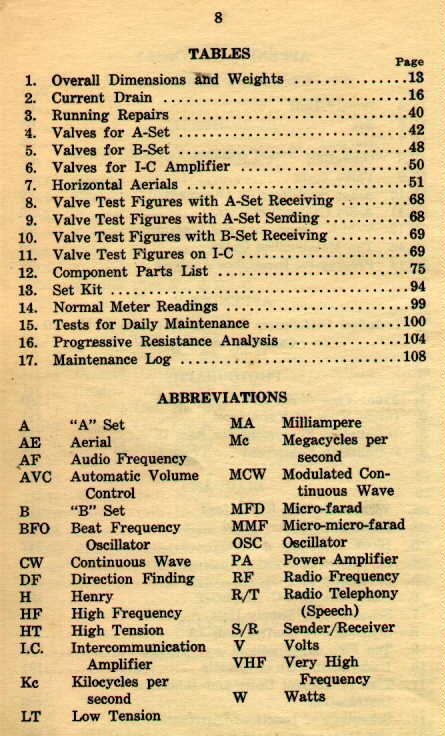 8
TABLES
Page
1. Overall Dimensions and Weights ..............13
2. Current Drain ..............................16
3. Running Repairs ............................40
4. Valves for A-Set ...........................42
5. Valves for B-Set ...........................48
6. Valves for I-C Amplifier ...................50
7. Horizontal Aerials .........................51
8. Valve Test Figures with A-Set Receiving ........68
9. Valve Test Figures with A-Set Sending ........68
10. Valve Test Figures with B-Set Receiving ........69
11. Valve Test Figures on I-C ....................69
12. Component Parts List ......................75
13. Set Kit ....................................94
14. Normal Meter Readings .....................99
15. Tests for Daily Maintenance .................100
16. Progressive Resistance Analysis ..............104
17. Maintenance Log ...........................108
ABBREVIATIONS
A "A" Set
AE Aerial
AF Audio Frequency
AVC Automatic Volume
Control
B "B" Set
BFO Beat Frequency
Oscillator
CW Continuous Wave
DF Direction Finding
H Henry
HF High Frequency
HT High Tension
I.C. Intercommunication
Amplifier
Kc Kilocycles per
second
LT Low Tension
MA Milliampere
Mc Megacycles per
second
MCW Modulated Con-
tinuous Wave
MFD Micro-farad
MMF Micro-micro-farad
OSC Oscillator
PA Power Amplifier
RF Radio Frequency
R/T Radio Telephony
(Speech)
S/R Sender/Receiver
V Volts
VHF Very High
Frequency
W Watts